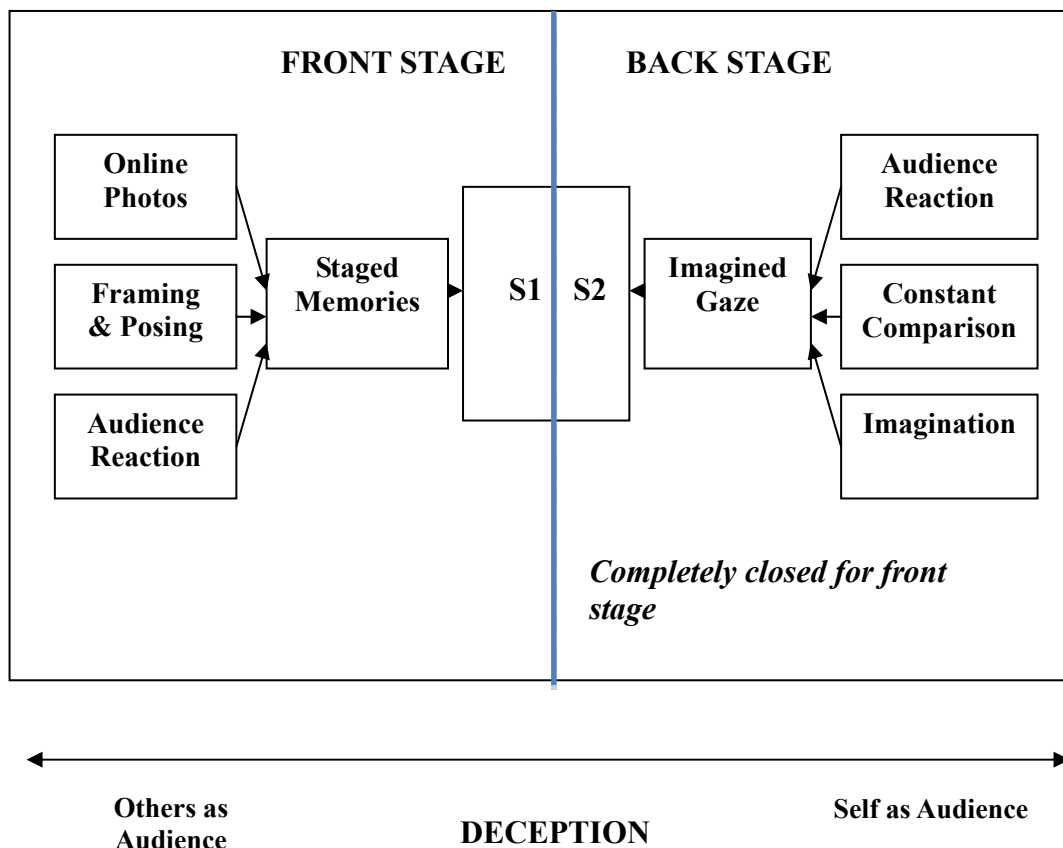 FRONT STAGE
BACK STAGE
Online
Photos
Framing
& Posing
Audience
Reaction
Staged
Memories
S1
S2
Imagined
Gaze
Audience
Reaction
Constant
Comparison
Imagination
Completely closed for front
stage
Others as
Audience
DECEPTION
Self as Audience